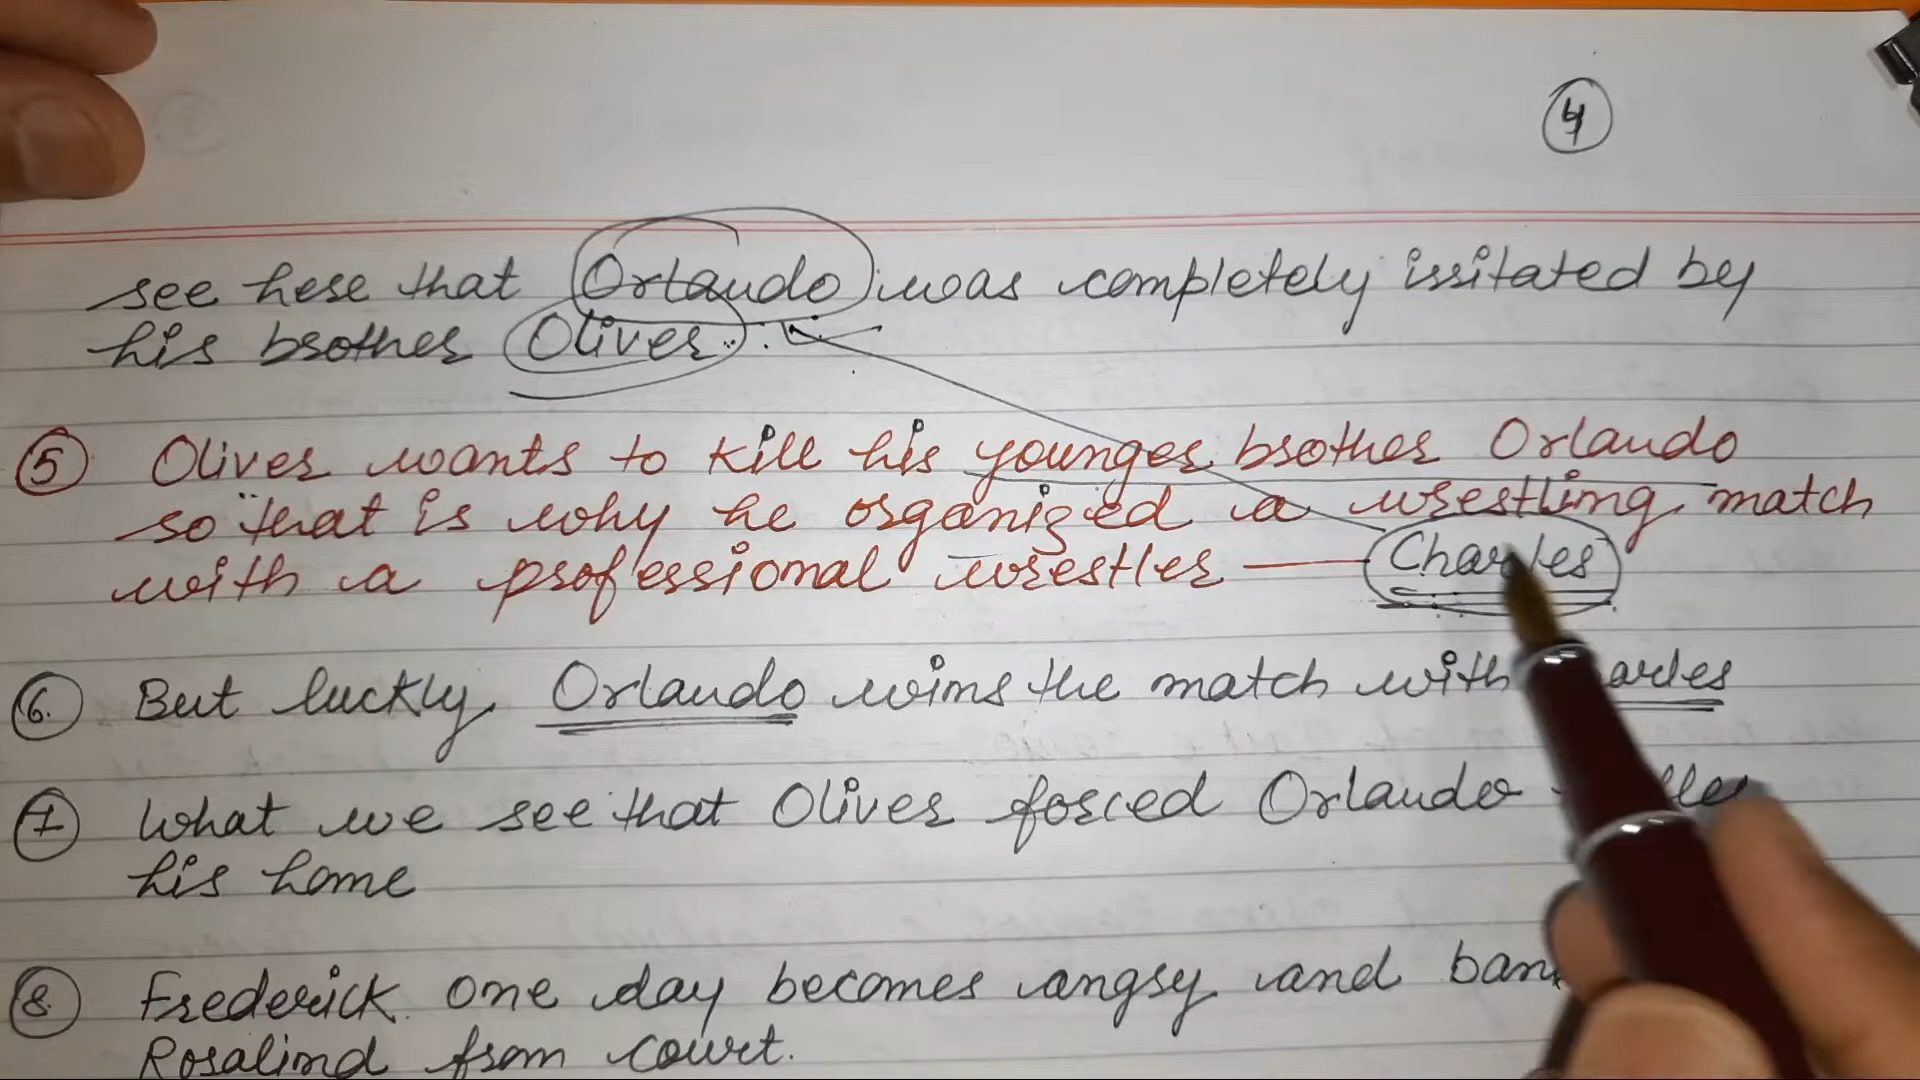 4
see here that Orlando was completely irritated by
his brother Oliver.
5 Oliver wants to kill his younger brother Orlando
so that is why he organized a wrestling match
with a professional wrestler — Charles
6. But luckly Orlando wins the match with arles
7 What we see that Oliver forced Orlando
his home
8. Frederick one day becomes angry and ban
Rosalind from court.